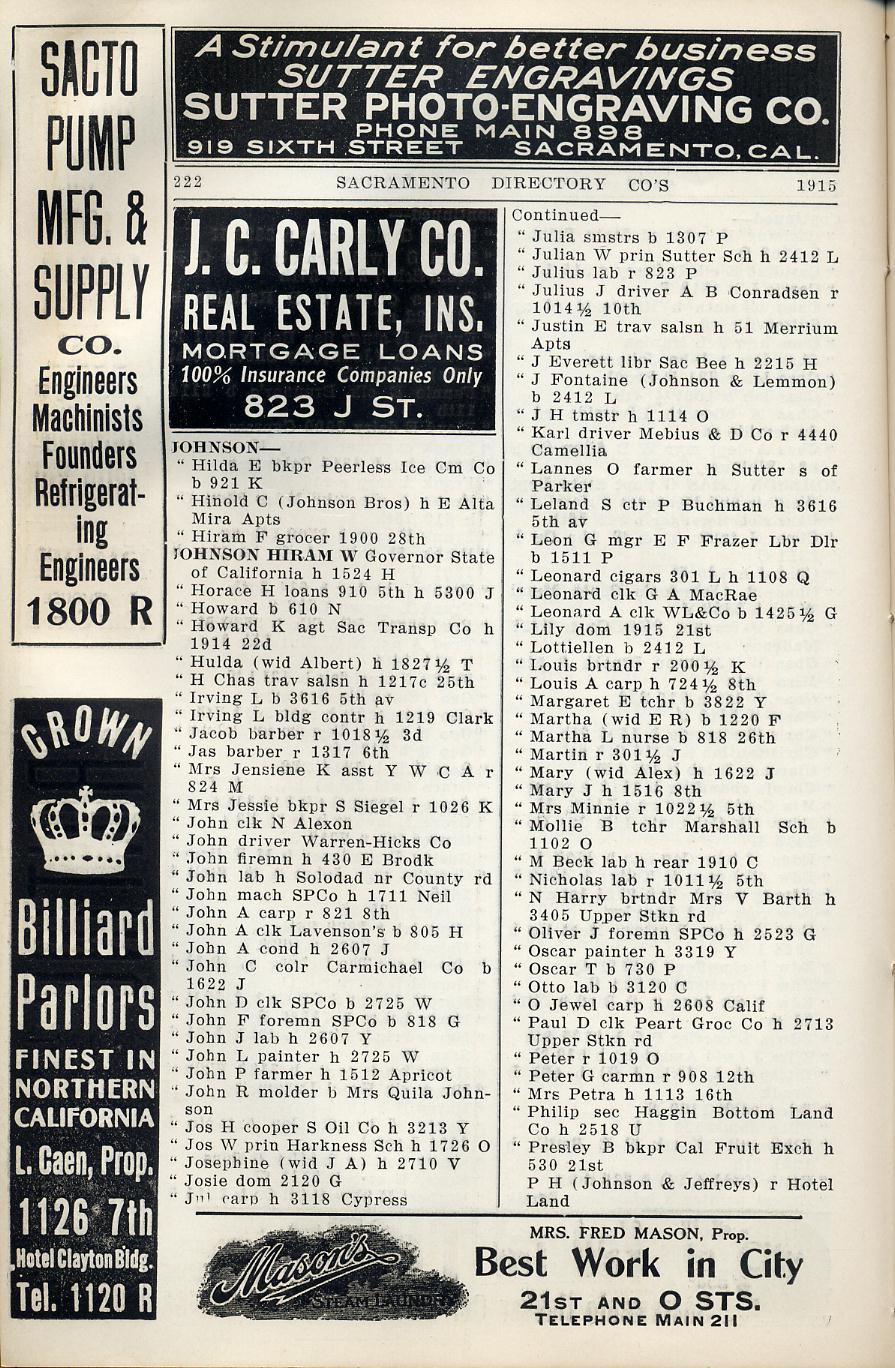 SACTO
PUMP
MFG. &
SUPPLY
CO.
Engineers
Machinists
Founders
Refrigerat-
ing
Engineers
1800 R
CROWN
Billiard
Parlors
FINEST IN
NORTHERN
CALIFORNIA
L. Caen, Prop.
1126 7th
Hotel Clayton Bldg.
Tel. 1120 R
A Stimulant for better business
SUTTER ENGRAVINGS
SUTTER PHOTO-ENGRAVING CO.
PHONE MAIN 898
919 SIXTH STREET SACRAMENTO, CAL.
222 SACRAMENTO DIRECTORY CO'S 1915
J. C. CARLY CO.
REAL ESTATE, INS.
MORTGAGE LOANS
100% Insurance Companies Only
823 J ST.
JOHNSON—
" Hilda E bkpr Peerless Ice Cm Co
b 921 K
" Hinold C (Johnson Bros) h E Alta
Mira Apts
" Hiram F grocer 1900 28th
JOHNSON HIRAM W Governor State
of California h 1524 H
" Horace H loans 910 5th h 5300 J
" Howard b 610 N
" Howard K agt Sac Transp Co h
1914 22d
" Hulda (wid Albert) h 1827½ T
" H Chas trav salsn h 1217c 25th
" Irving L b 3616 5th av
" Irving L bldg contr h 1219 Clark
" Jacob barber r 1018½ 3d
" Jas barber r 1317 6th
" Mrs Jensiene K asst Y W C A r
824 M
" Mrs Jessie bkpr S Siegel r 1026 K
" John clk N Alexon
" John driver Warren-Hicks Co
" John firemn h 430 E Brodk
" John lab h Solodad nr County rd
" John mach SPCo h 1711 Neil
" John A carp r 821 8th
" John A clk Lavenson's b 805 H
" John A cond h 2607 J
" John C colr Carmichael Co b
1622 J
" John D clk SPCo b 2725 W
" John F foremn SPCo b 818 G
" John J lab h 2607 Y
" John L painter h 2725 W
" John P farmer h 1512 Apricot
" John R molder b Mrs Quila John-
son
" Jos H cooper S Oil Co h 3213 Y
" Jos W prin Harkness Sch h 1726 O
" Josephine (wid J A) h 2710 V
" Josie dom 2120 G
" Jul carp h 3118 Cypress
Continued—
" Julia smstrs b 1307 P
" Julian W prin Sutter Sch h 2412 L
" Julius lab r 823 P
" Julius J driver A B Conradsen r
1014½ 10th
" Justin E trav salsn h 51 Merrium
Apts
" J Everett libr Sac Bee h 2215 H
" J Fontaine (Johnson & Lemmon)
b 2412 L
" J H tmstr h 1114 O
" Karl driver Mebius & D Co r 4440
Camellia
" Lannes O farmer h Sutter s of
Parker
" Leland S ctr P Buchman h 3616
5th av
" Leon G mgr E F Frazer Lbr Dlr
b 1511 P
" Leonard cigars 301 L h 1108 Q
" Leonard clk G A MacRae
" Leonard A clk WL&Co b 1425½ G
" Lily dom 1915 21st
" Lottiellen b 2412 L
" Louis brtndr r 200½ K
" Louis A carp h 724½ 8th
" Margaret E tchr b 3822 Y
" Martha (wid E R) b 1220 F
" Martha L nurse b 818 26th
" Martin r 301½ J
" Mary (wid Alex) h 1622 J
" Mary J h 1516 8th
" Mrs Minnie r 1022½ 5th
" Mollie B tchr Marshall Sch b
1102 O
" M Beck lab h rear 1910 C
" Nicholas lab r 1011½ 5th
" N Harry brtndr Mrs V Barth h
3405 Upper Stkn rd
" Oliver J foremn SPCo h 2523 G
" Oscar painter h 3319 Y
" Oscar T b 730 P
" Otto lab b 3120 C
" O Jewel carp h 2608 Calif
" Paul D clk Peart Groc Co h 2713
Upper Stkn rd
" Peter r 1019 O
" Peter G carmn r 908 12th
" Mrs Petra h 1113 16th
" Philip sec Haggin Bottom Land
Co h 2518 U
" Presley B bkpr Cal Fruit Exch h
530 21st
P H (Johnson & Jeffreys) r Hotel
Land
Mason's
STEAM LAUNDRY
MRS. FRED MASON, Prop.
Best Work in City
21ST AND O STS.
TELEPHONE MAIN 211